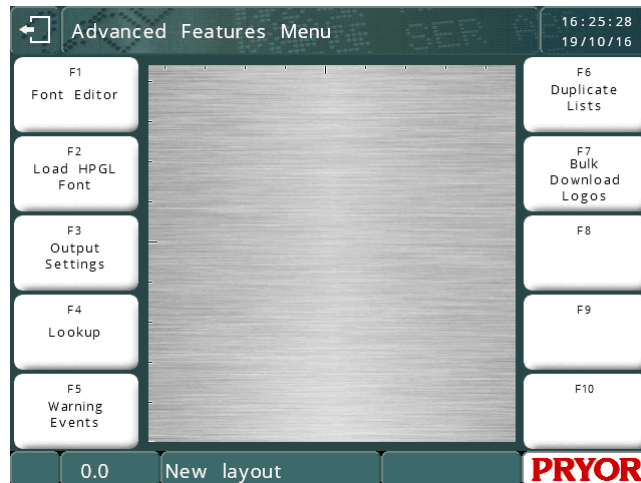 Advanced Features Menu
16:25:28
19/10/16
F1
Font Editor
F2
Load HPGL
Font
F3
Output
Settings
F4
Lookup
F5
Warning
Events
F6
Duplicate
Lists
F7
Bulk
Download
Logos
F8
F9
F10
0.0
New layout
PRYOR